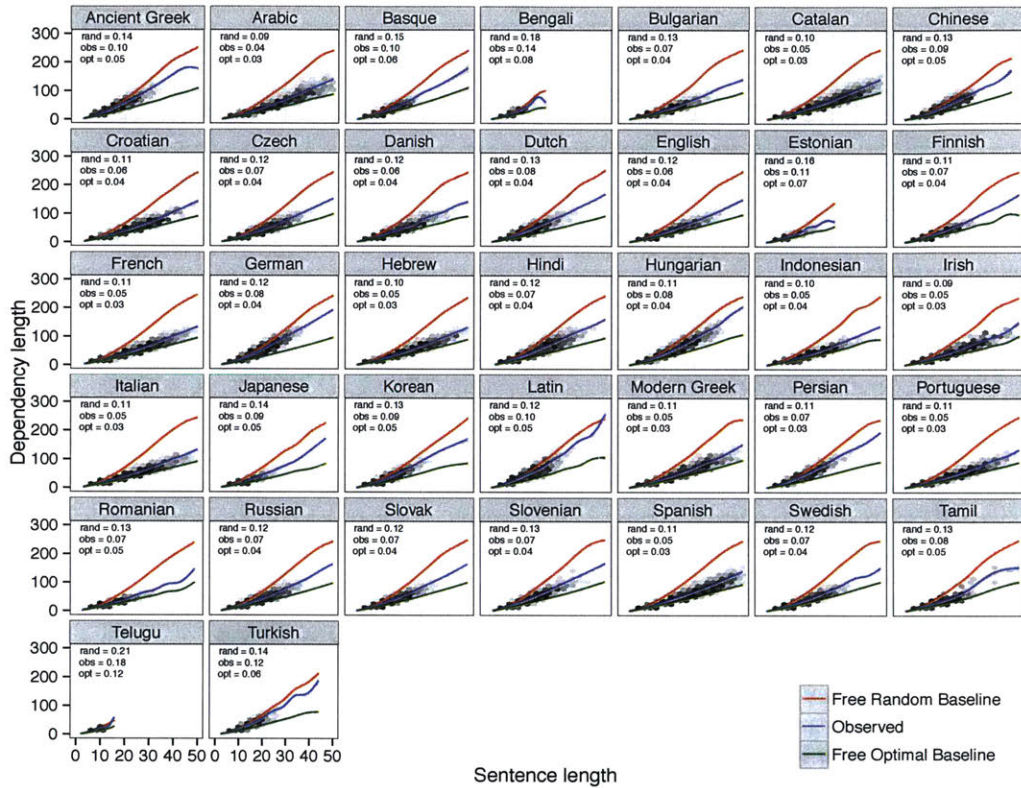 Ancient Greek
Arabic
Basque
Bengali
Bulgarian
Catalan
Chinese
300
200
100
0
rand = 0.14
obs = 0.10
opt = 0.05
rand = 0.09
obs = 0.04
opt = 0.03
rand = 0.15
obs = 0.10
opt = 0.06
rand = 0.18
obs = 0.14
opt = 0.08
rand = 0.13
obs = 0.07
opt = 0.04
rand = 0.10
obs = 0.05
opt = 0.03
rand = 0.13
obs = 0.09
opt = 0.05
Croatian
Czech
Danish
Dutch
English
Estonian
Finnish
300
200
100
0
rand = 0.11
obs = 0.06
opt = 0.04
rand = 0.12
obs = 0.07
opt = 0.04
rand = 0.12
obs = 0.06
opt = 0.04
rand = 0.13
obs = 0.08
opt = 0.04
rand = 0.12
obs = 0.06
opt = 0.04
rand = 0.16
obs = 0.11
opt = 0.07
rand = 0.11
obs = 0.07
opt = 0.04
French
German
Hebrew
Hindi
Hungarian
Indonesian
Irish
300
200
100
0
rand = 0.11
obs = 0.05
opt = 0.03
rand = 0.12
obs = 0.08
opt = 0.04
rand = 0.10
obs = 0.05
opt = 0.03
rand = 0.12
obs = 0.07
opt = 0.04
rand = 0.11
obs = 0.08
opt = 0.04
rand = 0.10
obs = 0.05
opt = 0.04
rand = 0.09
obs = 0.05
opt = 0.03
Dependency length
Italian
Japanese
Korean
Latin
Modern Greek
Persian
Portuguese
300
200
100
0
rand = 0.11
obs = 0.05
opt = 0.03
rand = 0.14
obs = 0.09
opt = 0.05
rand = 0.13
obs = 0.09
opt = 0.05
rand = 0.12
obs = 0.10
opt = 0.05
rand = 0.11
obs = 0.05
opt = 0.03
rand = 0.11
obs = 0.07
opt = 0.03
rand = 0.11
obs = 0.05
opt = 0.03
Romanian
Russian
Slovak
Slovenian
Spanish
Swedish
Tamil
300
200
100
0
rand = 0.13
obs = 0.07
opt = 0.05
rand = 0.12
obs = 0.07
opt = 0.04
rand = 0.12
obs = 0.07
opt = 0.04
rand = 0.13
obs = 0.07
opt = 0.04
rand = 0.11
obs = 0.05
opt = 0.03
rand = 0.12
obs = 0.07
opt = 0.04
rand = 0.13
obs = 0.08
opt = 0.05
Telugu
Turkish
300
200
100
0
rand = 0.21
obs = 0.18
opt = 0.12
rand = 0.14
obs = 0.12
opt = 0.06
0 10 20 30 40 50
0 10 20 30 40 50
Free Random Baseline
Observed
Free Optimal Baseline
Sentence length